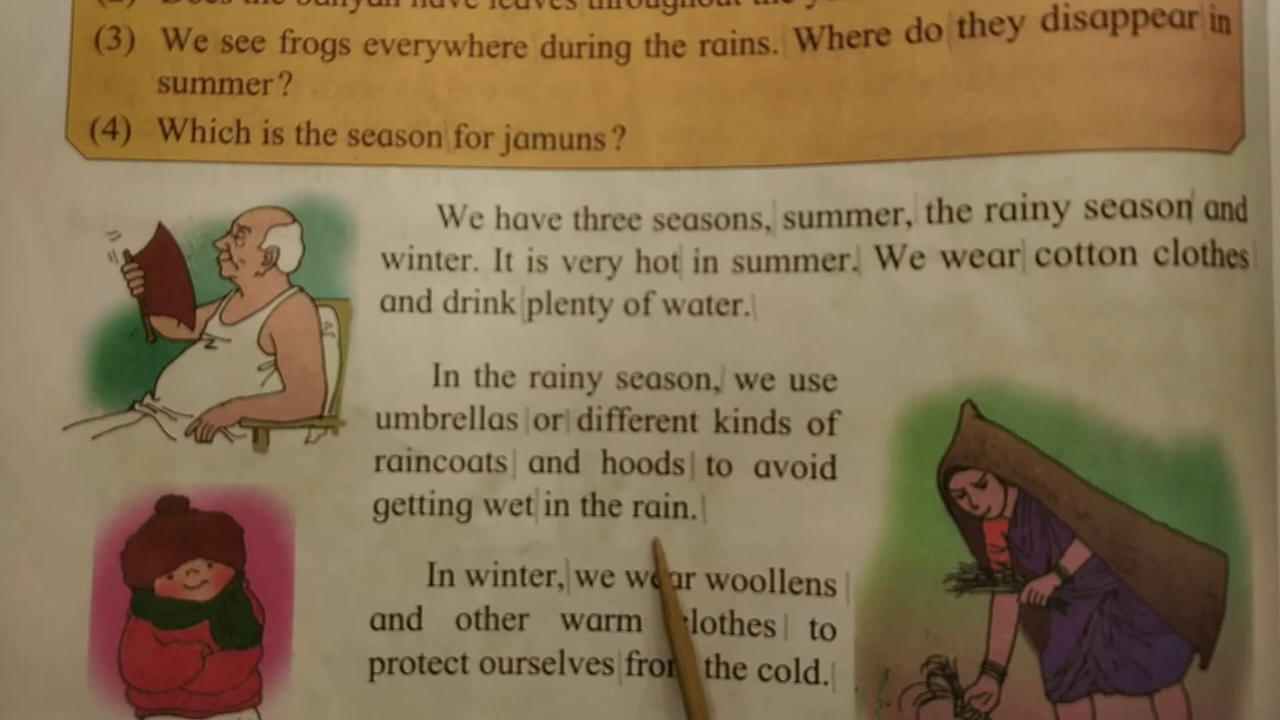 (3) We see frogs everywhere during the rains. Where do they disappear in
summer?
(4) Which is the season for jamuns?
We have three seasons, summer, the rainy season and
winter. It is very hot in summer. We wear cotton clothes
and drink plenty of water.
In the rainy season, we use
umbrellas or different kinds of
raincoats and hoods to avoid
getting wet in the rain.
In winter, we wear woollens
and other warm clothes to
protect ourselves from the cold.